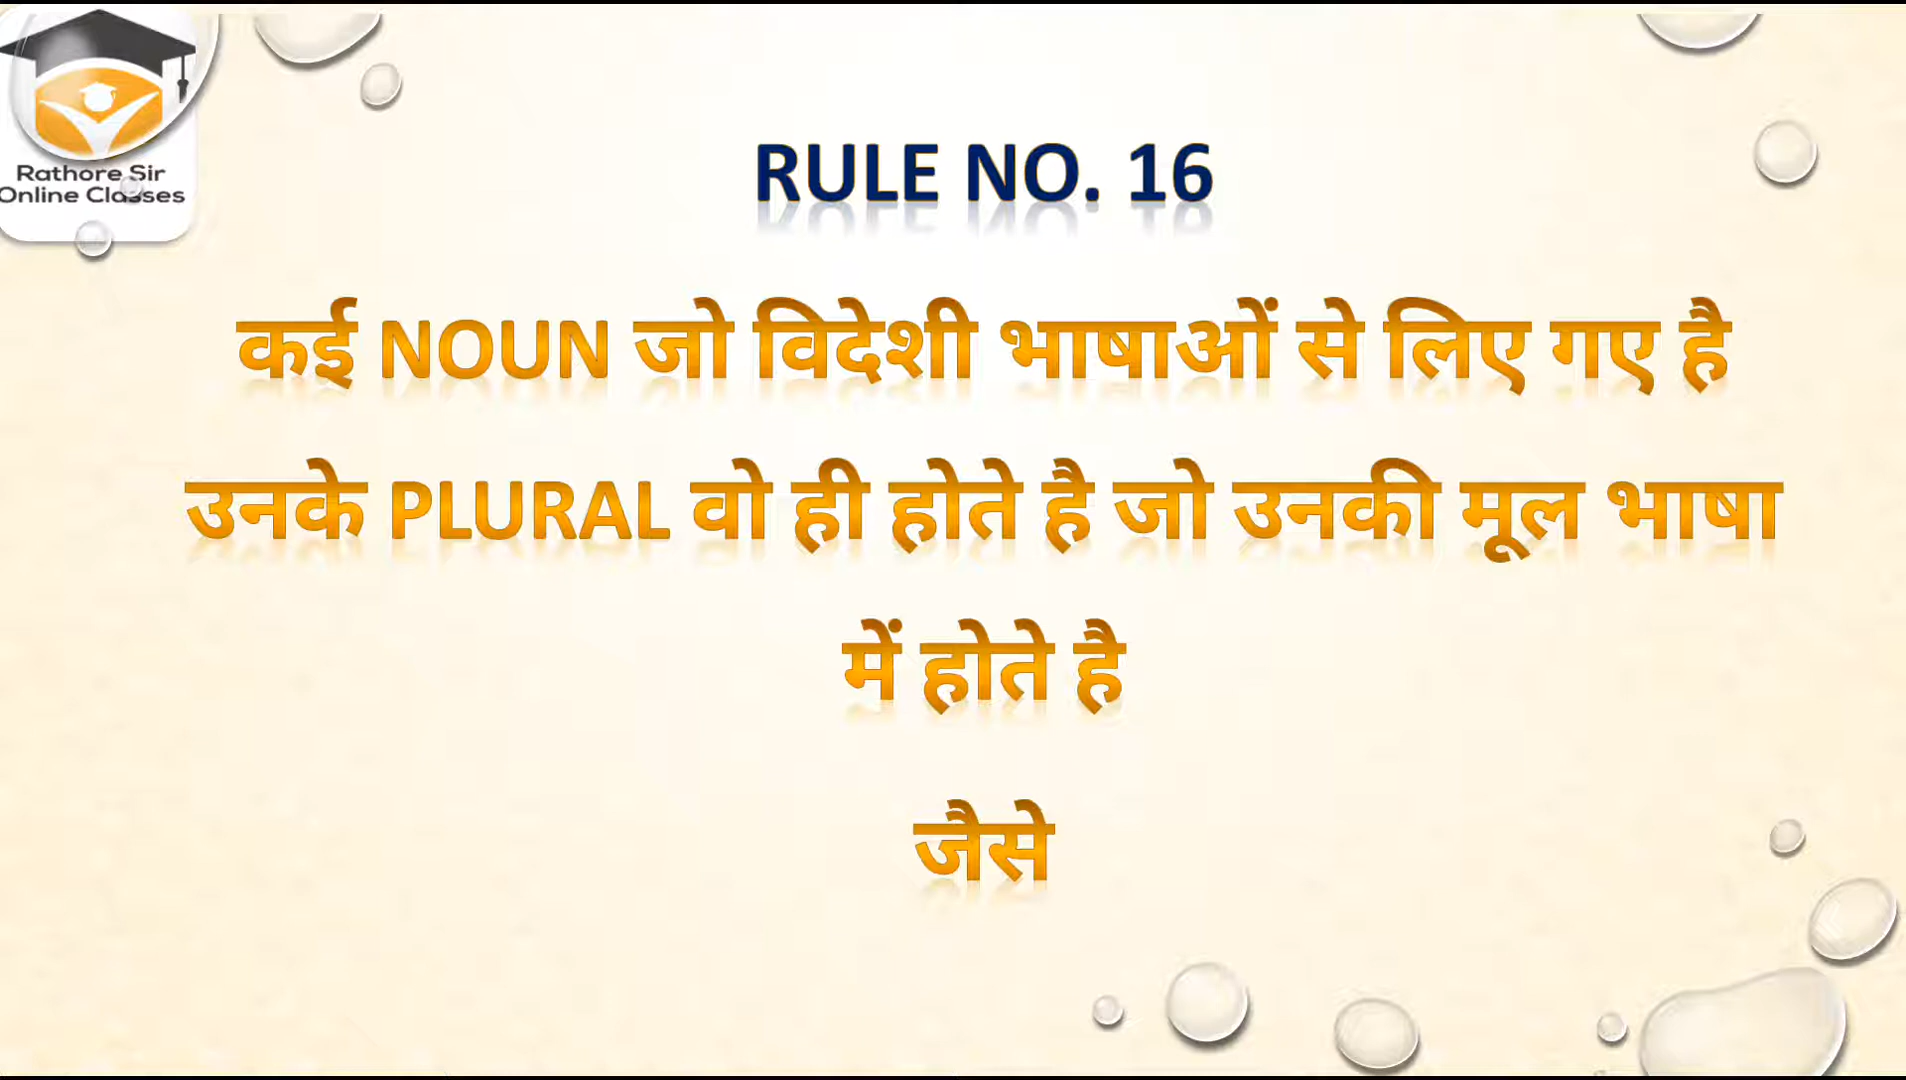 Rathore Sir
Online Classes
RULE NO. 16
कई NOUN जो विदेशी भाषाओं से लिए गए है
उनके PLURAL वो ही होते है जो उनकी मूल भाषा
में होते है
जैसे